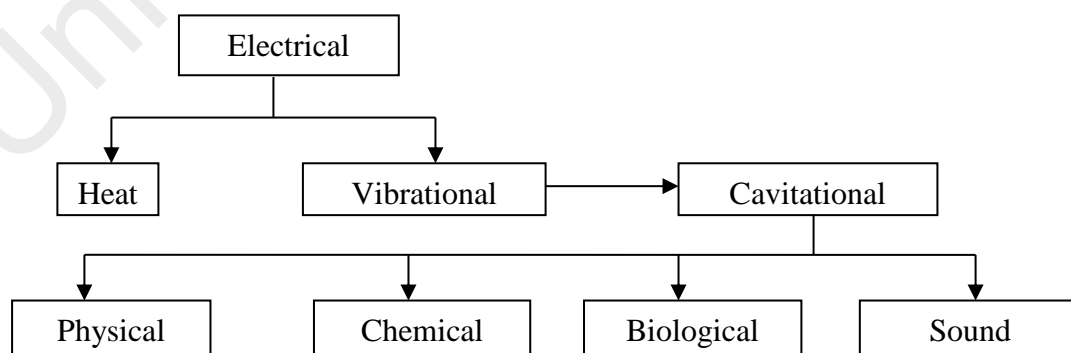 Electrical
Heat
Vibrational
Cavitational
Physical
Chemical
Biological
Sound